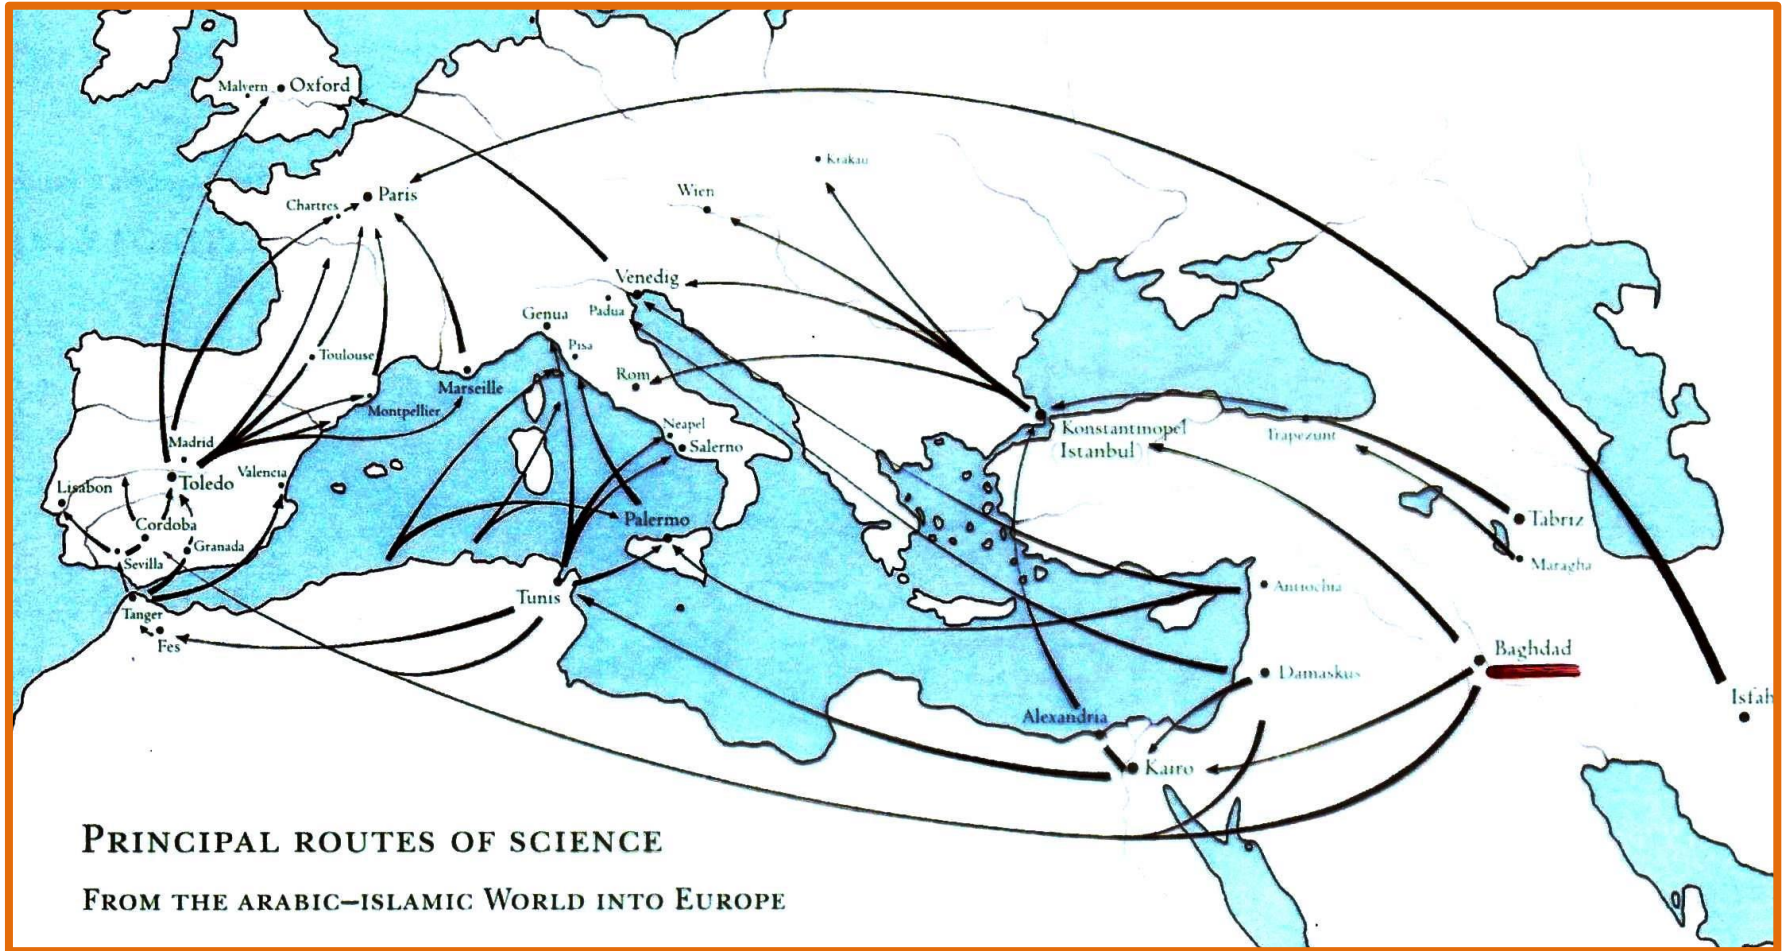 Malvern
Oxford
Krakau
Wien
Paris
Chartres
Venedig
Padua
Genua
Pisa
Toulouse
Rom
Marseille
Montpellier
Neapel
Salerno
Konstantinopel
(Istanbul)
Trapezunt
Madrid
Valencia
Toledo
Lisabon
Cordoba
Palermo
Tabriz
Granada
Sevilla
Maragha
Antiochia
Tunis
Tanger
Fes
Baghdad
Damaskus
Isfah
Alexandria
Kairo
PRINCIPAL ROUTES OF SCIENCE
FROM THE ARABIC–ISLAMIC WORLD INTO EUROPE